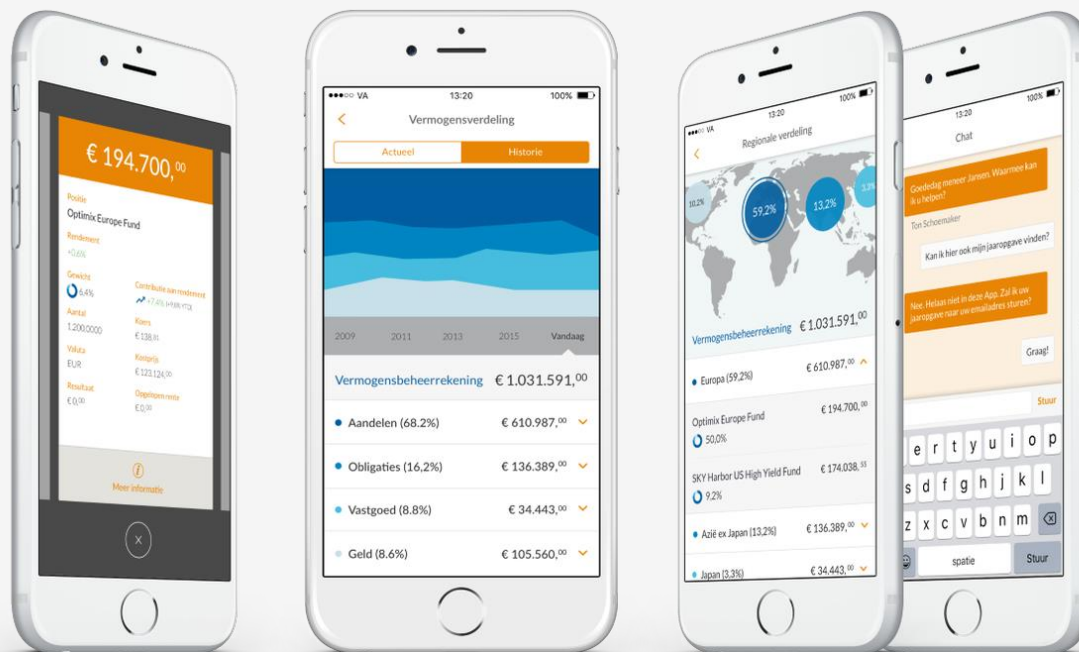 € 194.700,00
Positie
Optimix Europe Fund
Rendement
+0,6%
Gewicht
6,4%
Contributie aan rendement
Aantal
1.200.0000
Koers
Valuta
EUR
Kostprijs
€ 123.124,00
Resultaat
€ 0,00
Opgelopen rente
€ 0,00
Meer informatie
x
VA 13:20 100%
Vermogensverdeling
Actueel Historie
2009 2011 2013 2015 Vandaag
Vermogensbeheerrekening € 1.031.591,00
Aandelen (68.2%) € 610.987,00
Obligaties (16,2%) € 136.389,00
Vastgoed (8.8%) € 34.443,00
Geld (8.6%) € 105.560,00
VA 13:20 100%
Regionale verdeling
10,2% 59,2% 13,2% 3,3%
Vermogensbeheerrekening € 1.031.591,00
Europa (59,2%) € 610.987,00
Optimix Europe Fund € 194.700,00
50,0%
SKY Harbor US High Yield Fund € 174.038,55
9,2%
Azië ex Japan (13,2%) € 136.389,00
Japan (3,3%) € 34.443,00
13:20 100%
Chat
Goededag meneer Jansen. Waarmee kan
ik u helpen?
Ton Schoemaker
Kan ik hier ook mijn jaaropgave vinden?
Nee. Helaas niet in deze App. Zal ik uw
jaaropgave naar uw emailadres sturen?
Graag!
Stuur
e r t y u i o p
s d f g h j k l
z x c v b n m
spatie Stuur